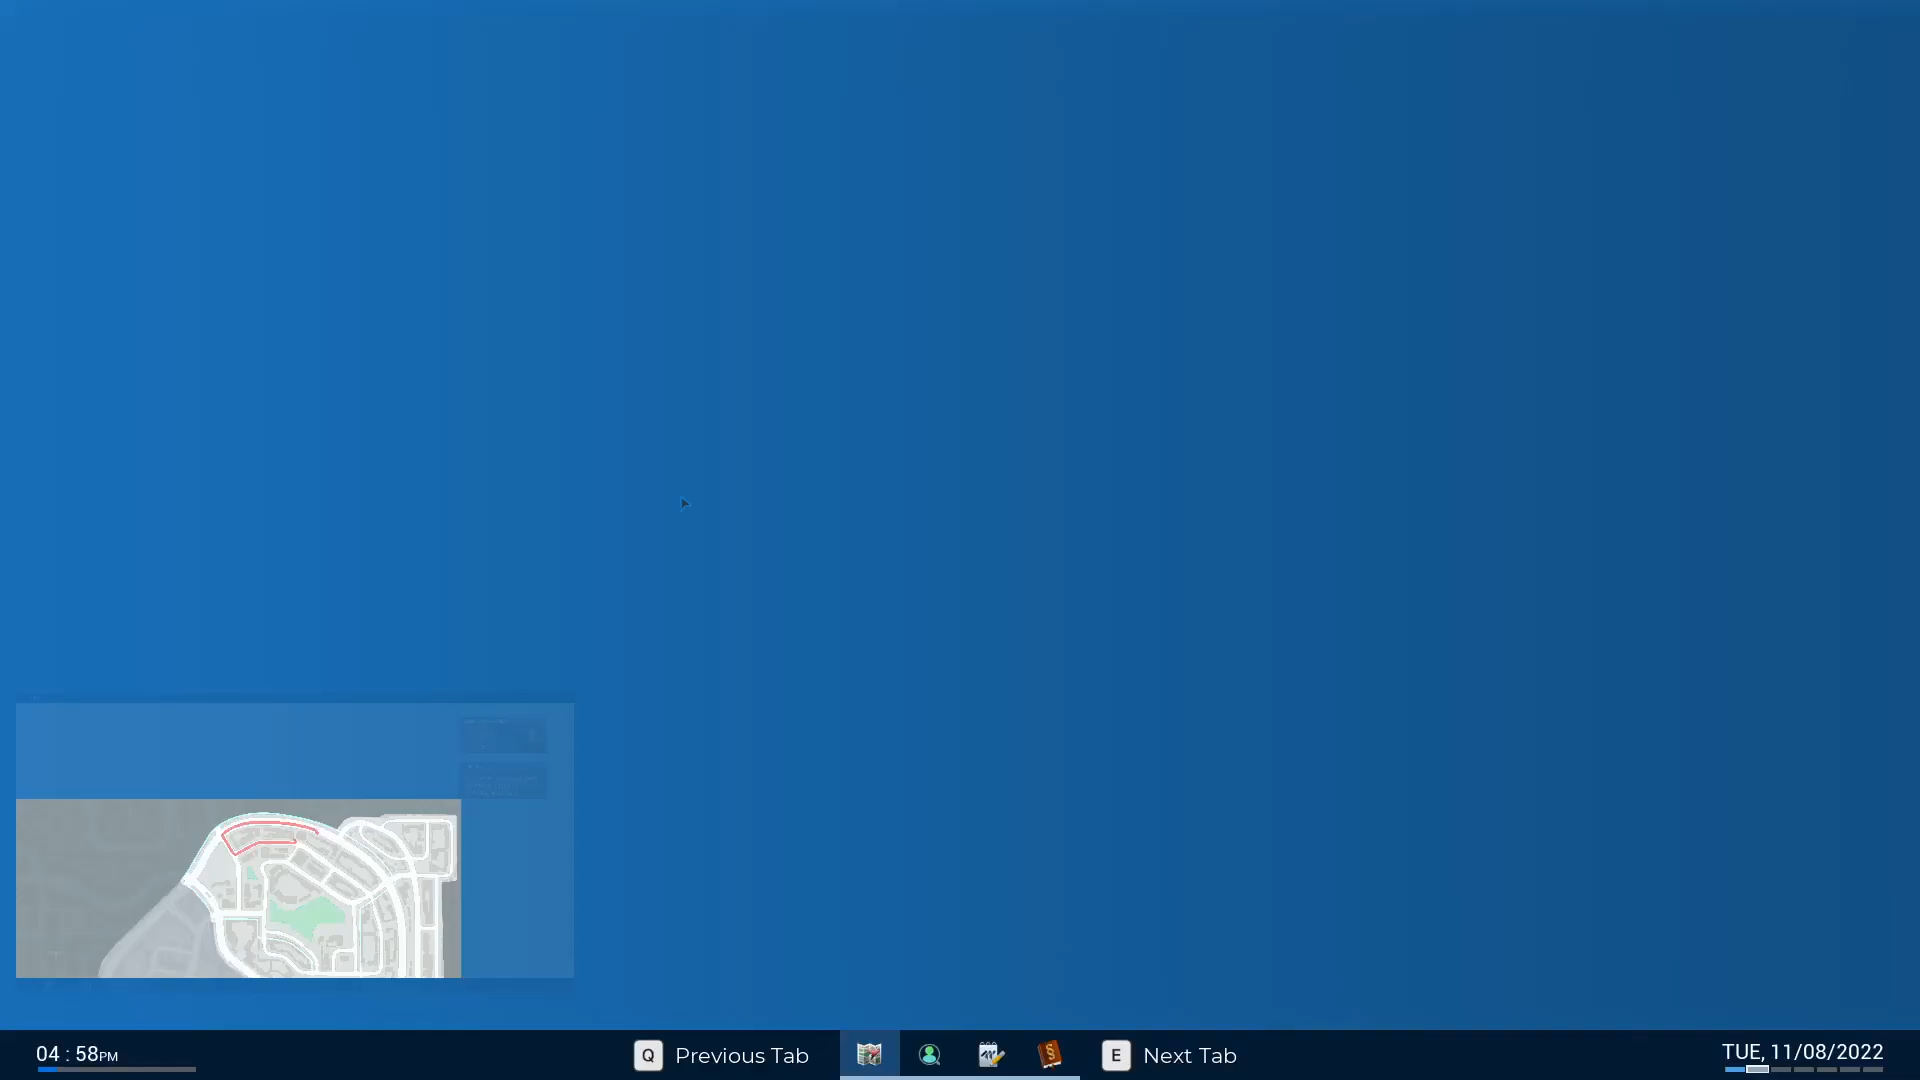 04 : 58PM
Q Previous Tab
E Next Tab
TUE, 11/08/2022